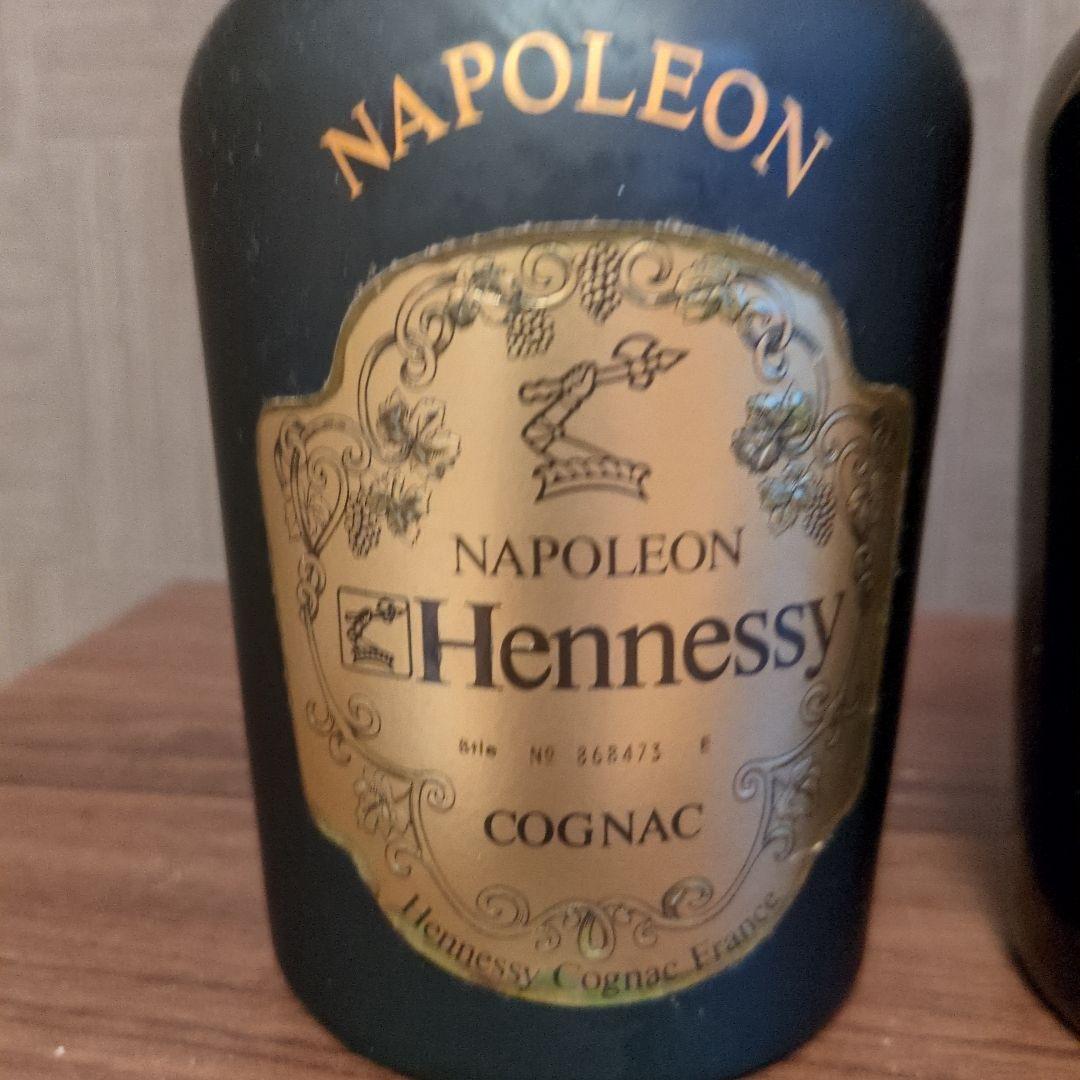 NAPOLEON
NAPOLEON
Hennessy
Btle Nº 868473 E
COGNAC
Hennessy Cognac France